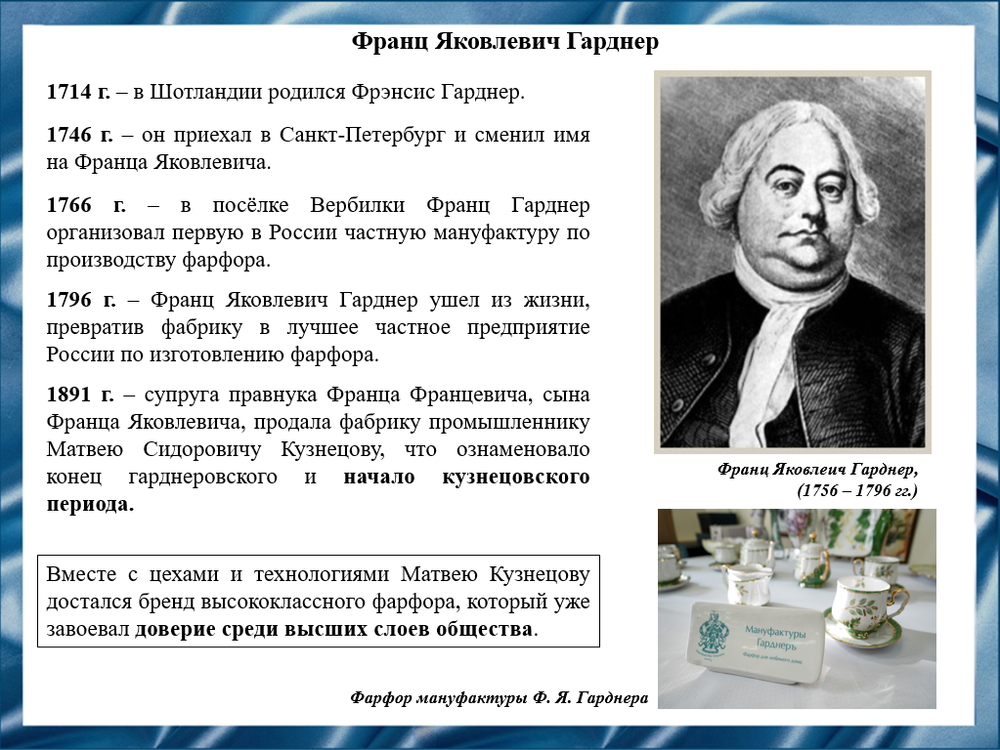 Франц Яковлевич Гарднер
1714 г. – в Шотландии родился Фрэнсис Гарднер.
1746 г. – он приехал в Санкт-Петербург и сменил имя
на Франца Яковлевича.
1766 г. – в посёлке Вербилки Франц Гарднер
организовал первую в России частную мануфактуру по
производству фарфора.
1796 г. – Франц Яковлевич Гарднер ушел из жизни,
превратив фабрику в лучшее частное предприятие
России по изготовлению фарфора.
1891 г. – супруга правнука Франца Францевича, сына
Франца Яковлевича, продала фабрику промышленнику
Матвею Сидоровичу Кузнецову, что ознаменовало
конец гарднеровского и начало кузнецовского
периода.
Вместе с цехами и технологиями Матвею Кузнецову
достался бренд высококлассного фарфора, который уже
завоевал доверие среди высших слоев общества.
Франц Яковлеич Гарднер,
(1756 – 1796 гг.)
Мануфактуры
Гарднеръ
Фарфор для любимого дома
Фарфор мануфактуры Ф. Я. Гарднера